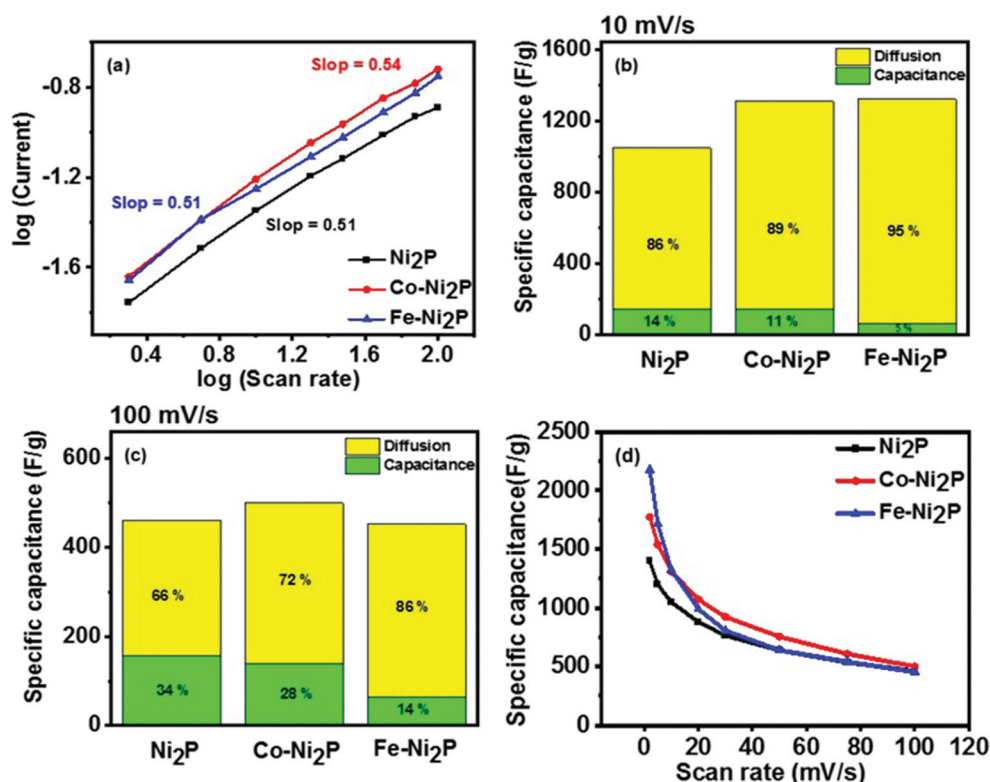 (a)
Slop = 0.54
Slop = 0.51
Slop = 0.51
Ni2P
Co-Ni2P
Fe-Ni2P
-0.8
-1.2
-1.6
log (Current)
0.4 0.8 1.2 1.6 2.0
log (Scan rate)
10 mV/s
(b)
Diffusion
Capacitance
1600
1200
800
400
0
Specific capacitance (F/g)
86 %
89 %
95 %
14 %
11 %
5 %
Ni2P Co-Ni2P Fe-Ni2P
100 mV/s
(c)
Diffusion
Capacitance
600
400
200
0
Specific capacitance (F/g)
66 %
72 %
86 %
34 %
28 %
14 %
Ni2P Co-Ni2P Fe-Ni2P
(d)
Ni2P
Co-Ni2P
Fe-Ni2P
2500
2000
1500
1000
500
0
Specific capacitance(F/g)
0 20 40 60 80 100 120
Scan rate (mV/s)